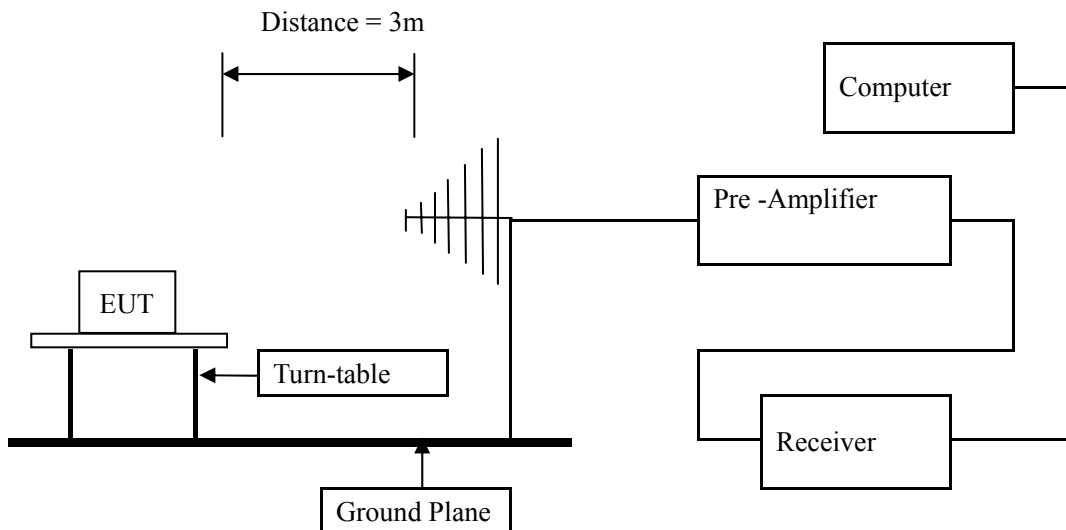 Distance = 3m
Computer
Pre -Amplifier
EUT
Turn-table
Receiver
Ground Plane